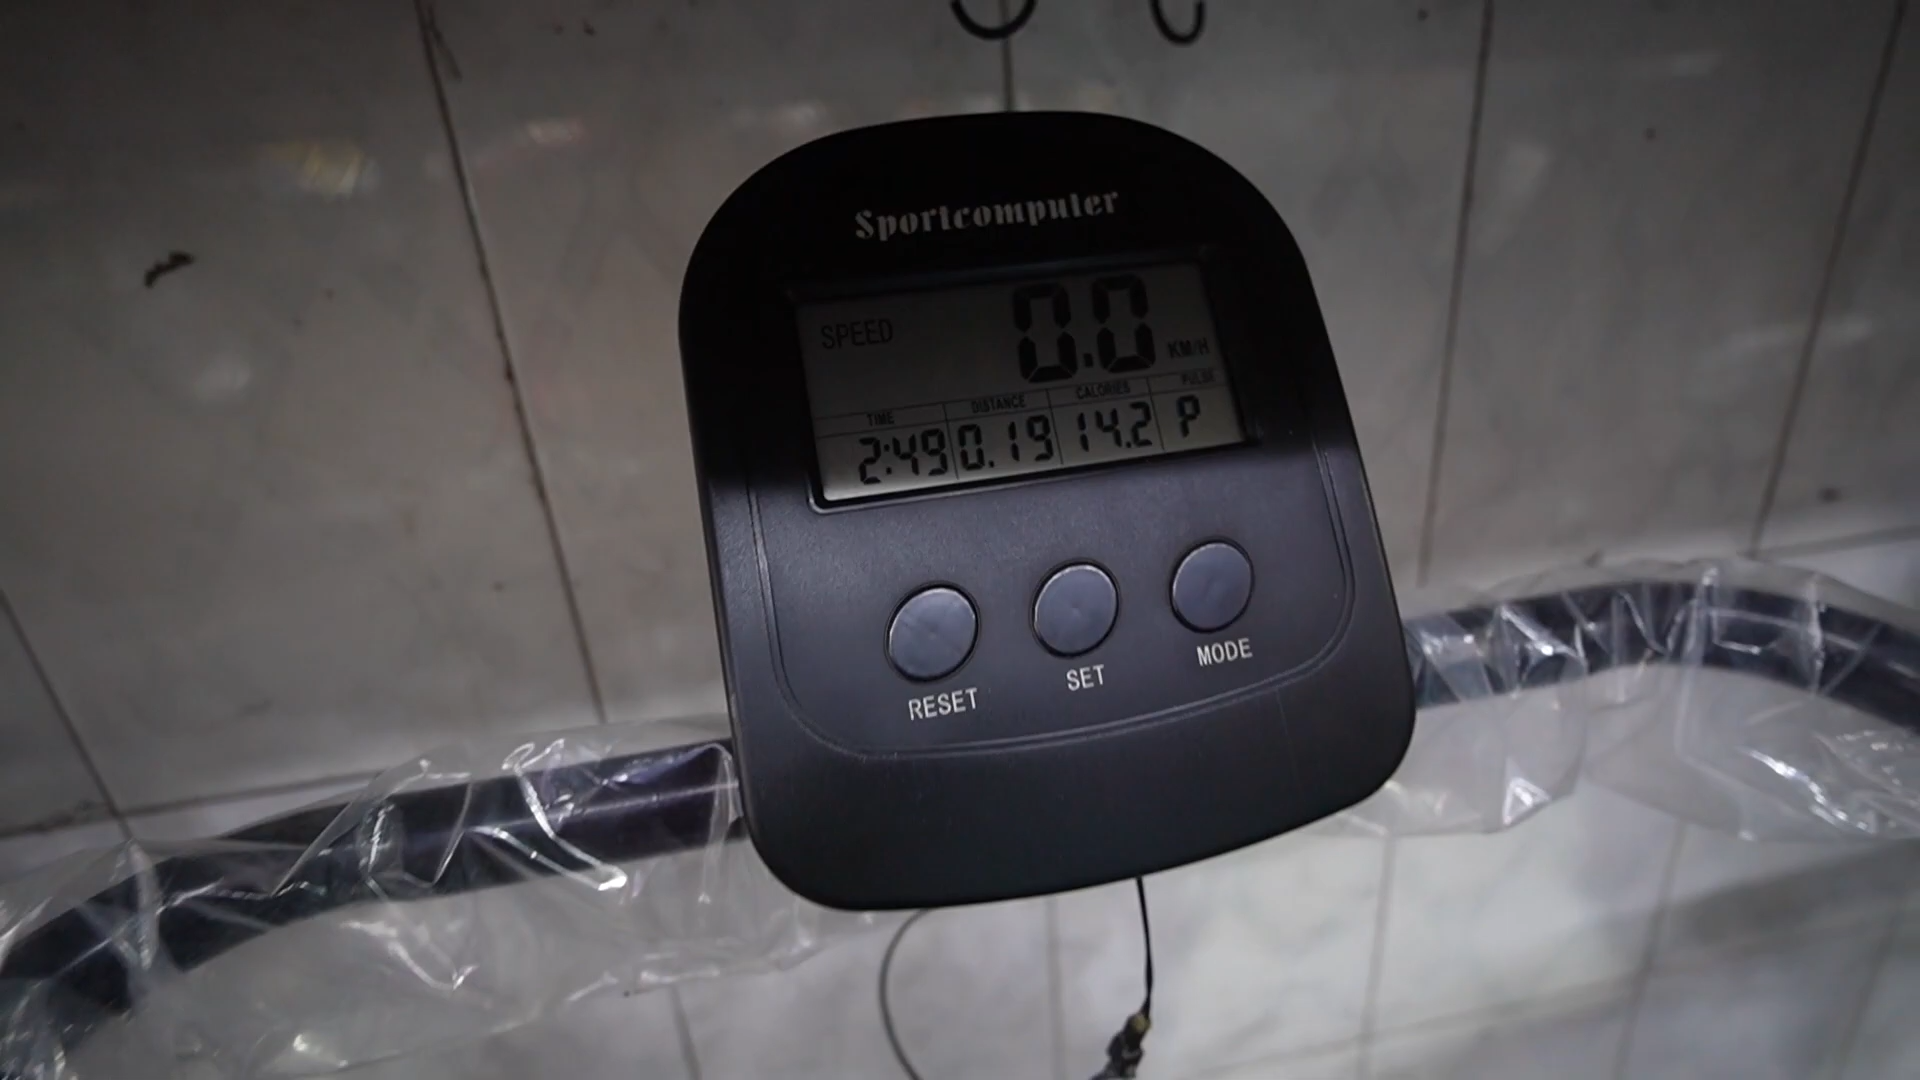 Sportcomputer
SPEED 0.0 KM/H
TIME DISTANCE CALORIES PULSE
2:49 0.19 14.2 P
RESET SET MODE